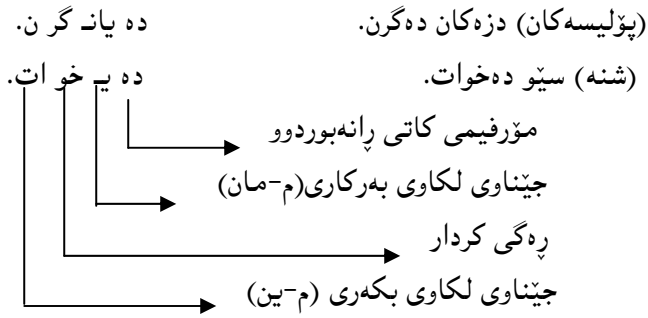 (پۆلیسەکان) دزەکان دەگرن. دە یانـ گر ن.
(شنە) سێو دەخوات. دە یـ خو ات.
مۆرفیمی کاتی ڕانەبوردوو
جێناوی لکاوی بەرکاری(م-مان)
ڕەگی کردار
جێناوی لکاوی بکەری (م-ین)